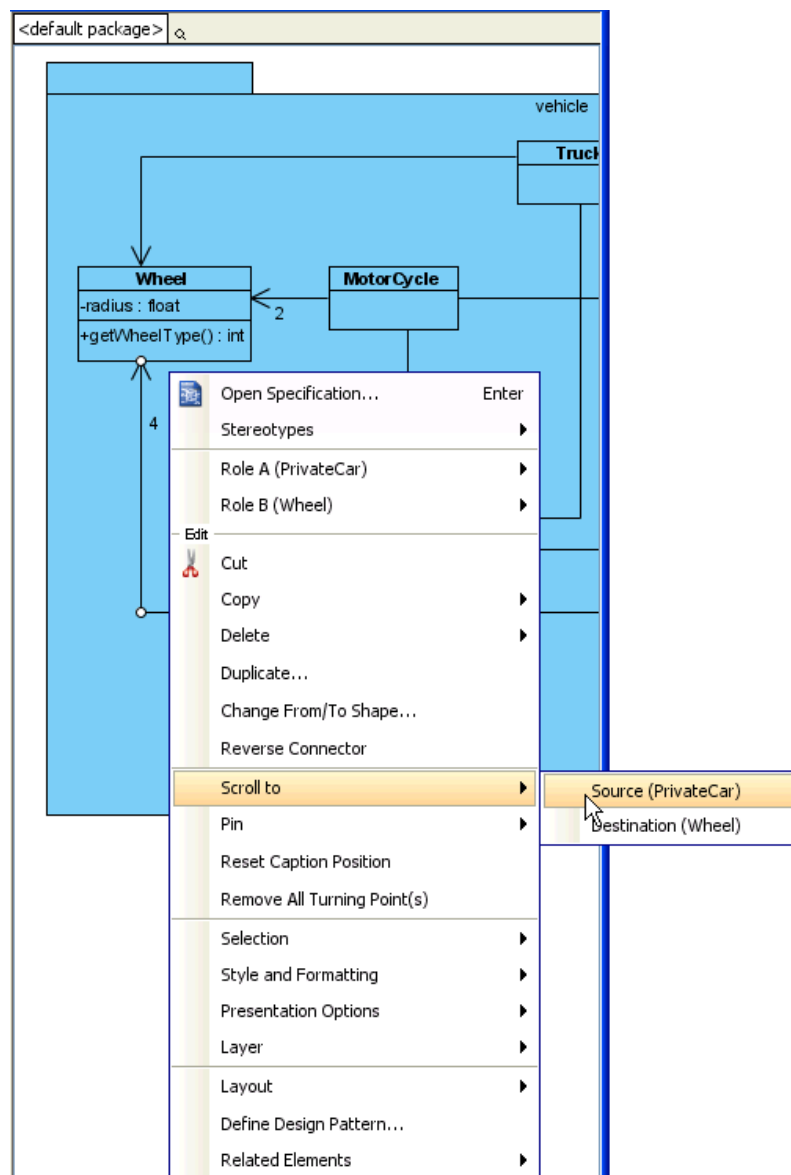 <default package>
vehicle
Truck
Wheel
-radius : float
+getWheelType() : int
MotorCycle
2
4
Open Specification... Enter
Stereotypes
Role A (PrivateCar)
Role B (Wheel)
Edit
Cut
Copy
Delete
Duplicate...
Change From/To Shape...
Reverse Connector
Scroll to
Source (PrivateCar)
Destination (Wheel)
Pin
Reset Caption Position
Remove All Turning Point(s)
Selection
Style and Formatting
Presentation Options
Layer
Layout
Define Design Pattern...
Related Elements